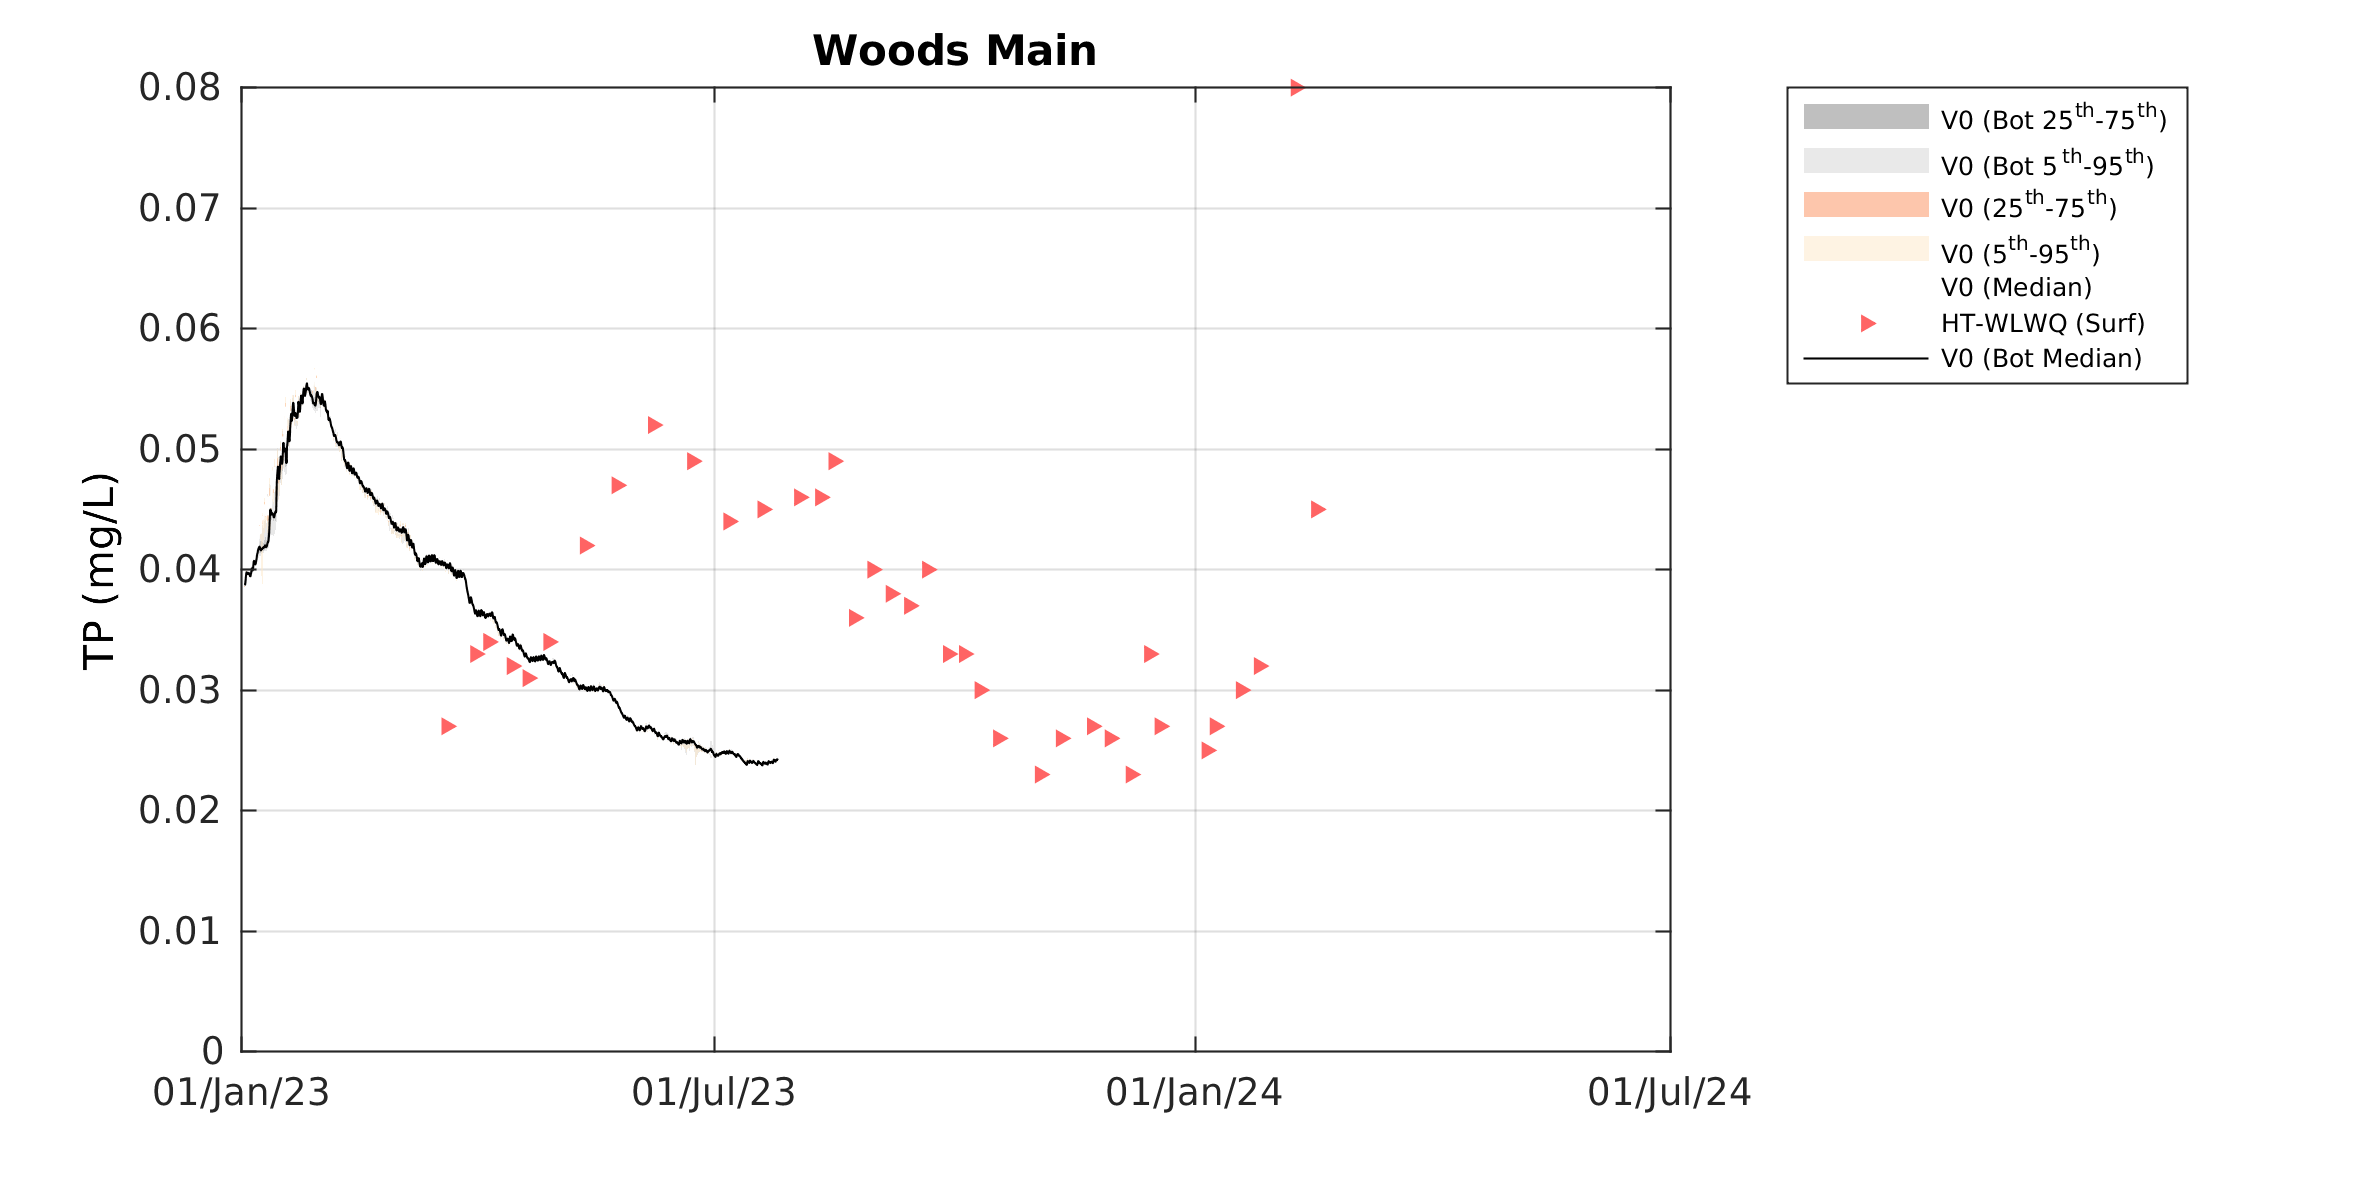 Woods Main
0.08
0.07
0.06
0.05
0.04
0.03
0.02
0.01
0
TP (mg/L)
01/Jan/23
01/Jul/23
01/Jan/24
01/Jul/24
V0 (Bot 25th-75th)
V0 (Bot 5th-95th)
V0 (25th-75th)
V0 (5th-95th)
V0 (Median)
HT-WLWQ (Surf)
V0 (Bot Median)